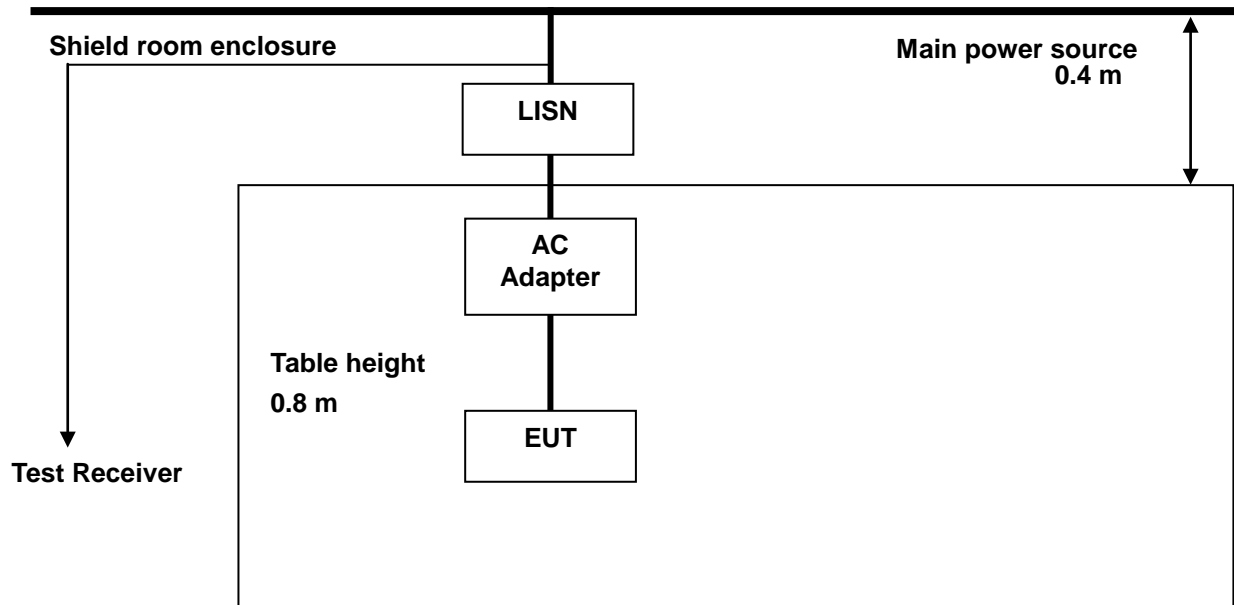 Shield room enclosure
Main power source
0.4 m
LISN
AC
Adapter
Table height
0.8 m
EUT
Test Receiver